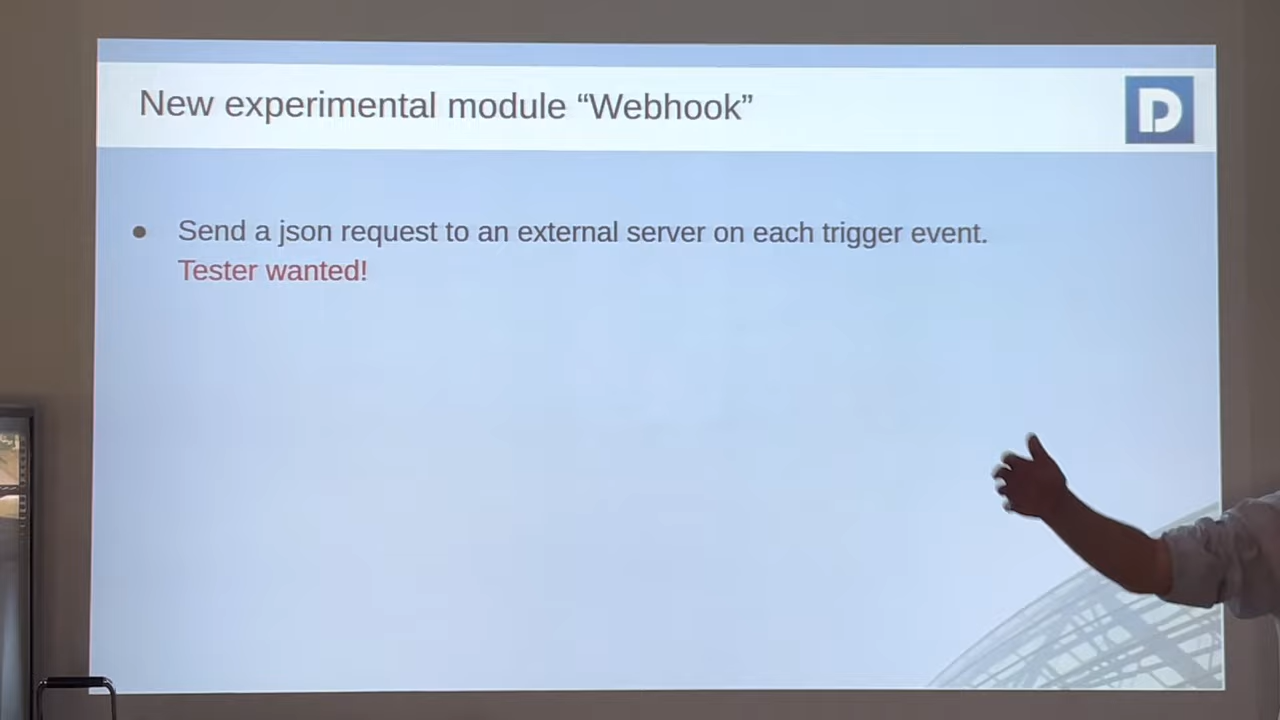 New experimental module “Webhook”
D
● Send a json request to an external server on each trigger event.
Tester wanted!